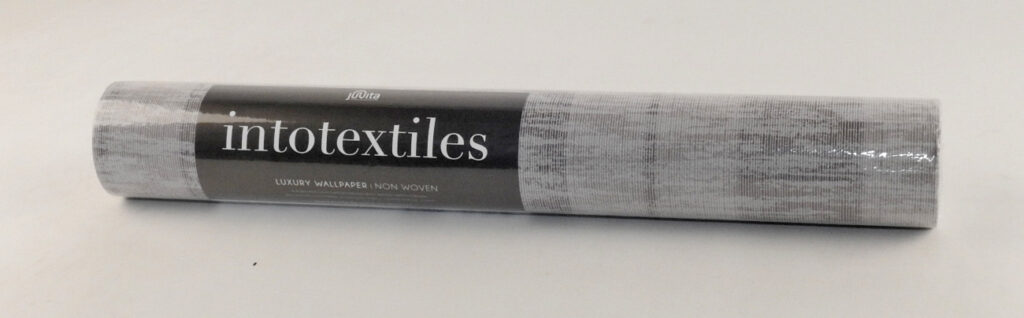 juvita
intotextiles
LUXURY WALLPAPER | NON WOVEN